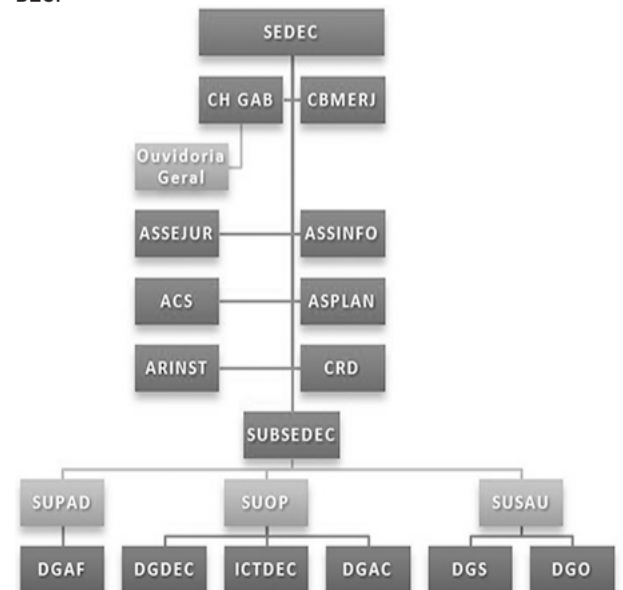 SEDEC
CH GAB CBMERJ
Ouvidoria
Geral
ASSEJUR ASSINFO
ACS ASPLAN
ARINST CRD
SUBSEDEC
SUPAD SUOP SUSAU
DGAF DGDEC ICTDEC DGAC DGS DGO